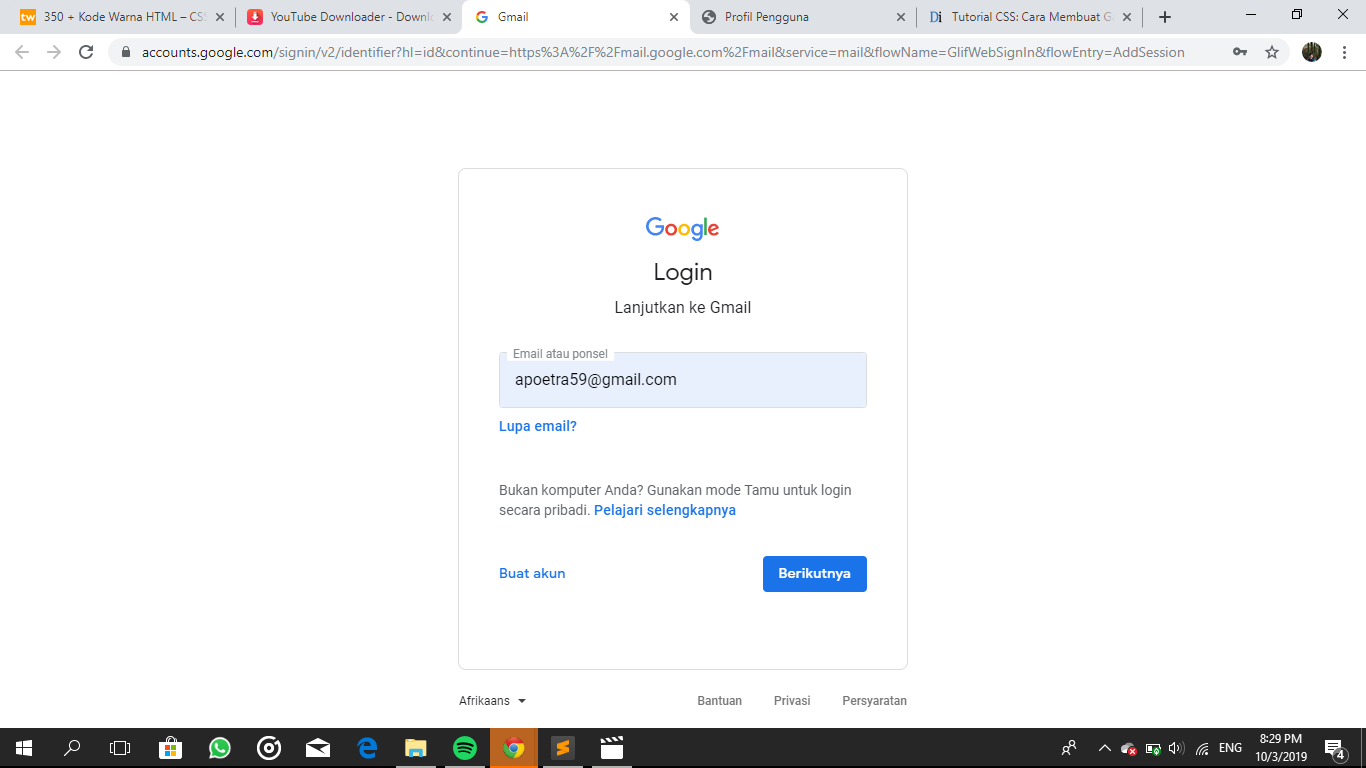 350 + Kode Warna HTML – CSS
YouTube Downloader - Downlo
Gmail
Profil Pengguna
Tutorial CSS: Cara Membuat Ga
accounts.google.com/signin/v2/identifier?hl=id&continue=https%3A%2F%2Fmail.google.com%2Fmail&service=mail&flowName=GlifWebSignIn&flowEntry=AddSession
Google
Login
Lanjutkan ke Gmail
Email atau ponsel
apoetra59@gmail.com
Lupa email?
Bukan komputer Anda? Gunakan mode Tamu untuk login
secara pribadi. Pelajari selengkapnya
Buat akun
Berikutnya
Afrikaans
Bantuan
Privasi
Persyaratan
ENG
8:29 PM
10/3/2019
4